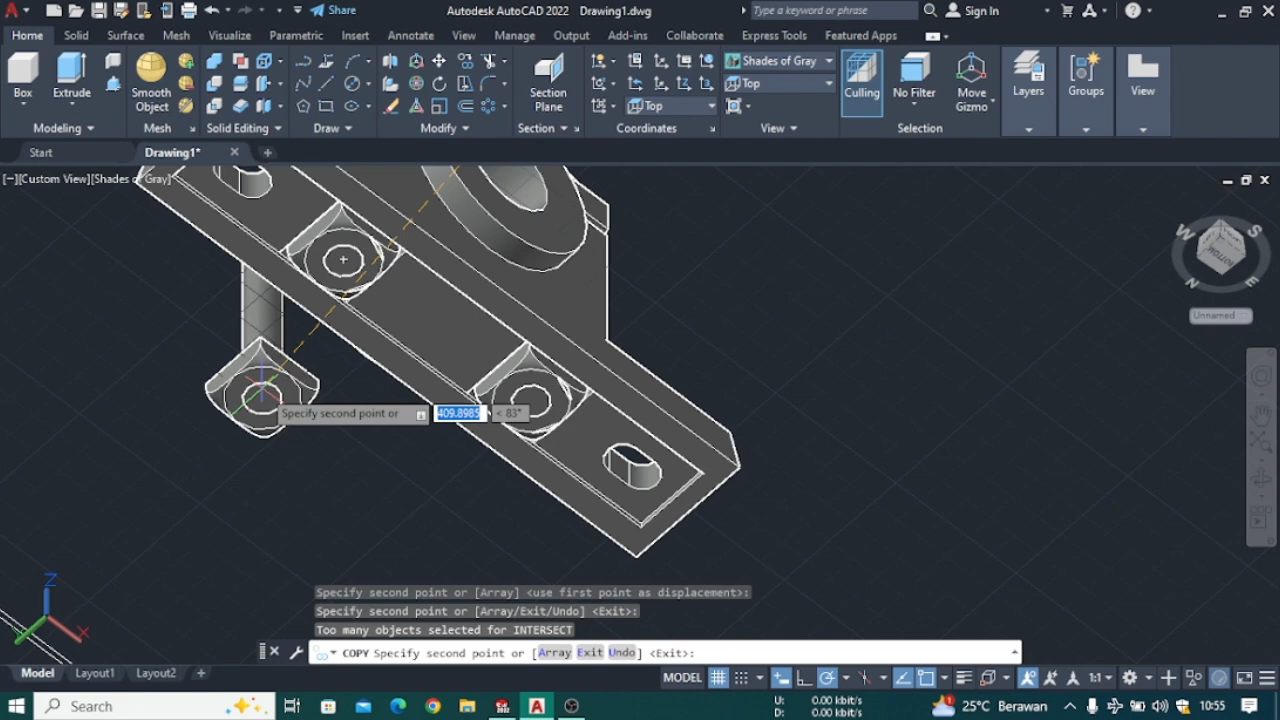 Share
Autodesk AutoCAD 2022 Drawing1.dwg
Type a keyword or phrase
Sign In
Home Solid Surface Mesh Visualize Parametric Insert Annotate View Manage Output Add-ins Collaborate Express Tools Featured Apps
Box
Extrude
Smooth
Object
Section
Plane
Shades of Gray
Top
Top
Culling
No Filter
Move
Gizmo
Layers
Groups
View
Modeling
Mesh
Solid Editing
Draw
Modify
Section
Coordinates
View
Selection
Start
Drawing1*
[−][Custom View][Shades of Gray]
W
S
BOTTOM
N
E
Unnamed
Specify second point or 409.8985 < 83°
Z
X
Specify second point or [Array] <use first point as displacement>:
Specify second point or [Array/Exit/Undo] <Exit>:
Too many objects selected for INTERSECT
COPY Specify second point or [Array Exit Undo] <Exit>:
Model Layout1 Layout2
MODEL
1:1
Search
U: 0.00 kbit/s
D: 0.00 kbit/s
25°C Berawan
10:55